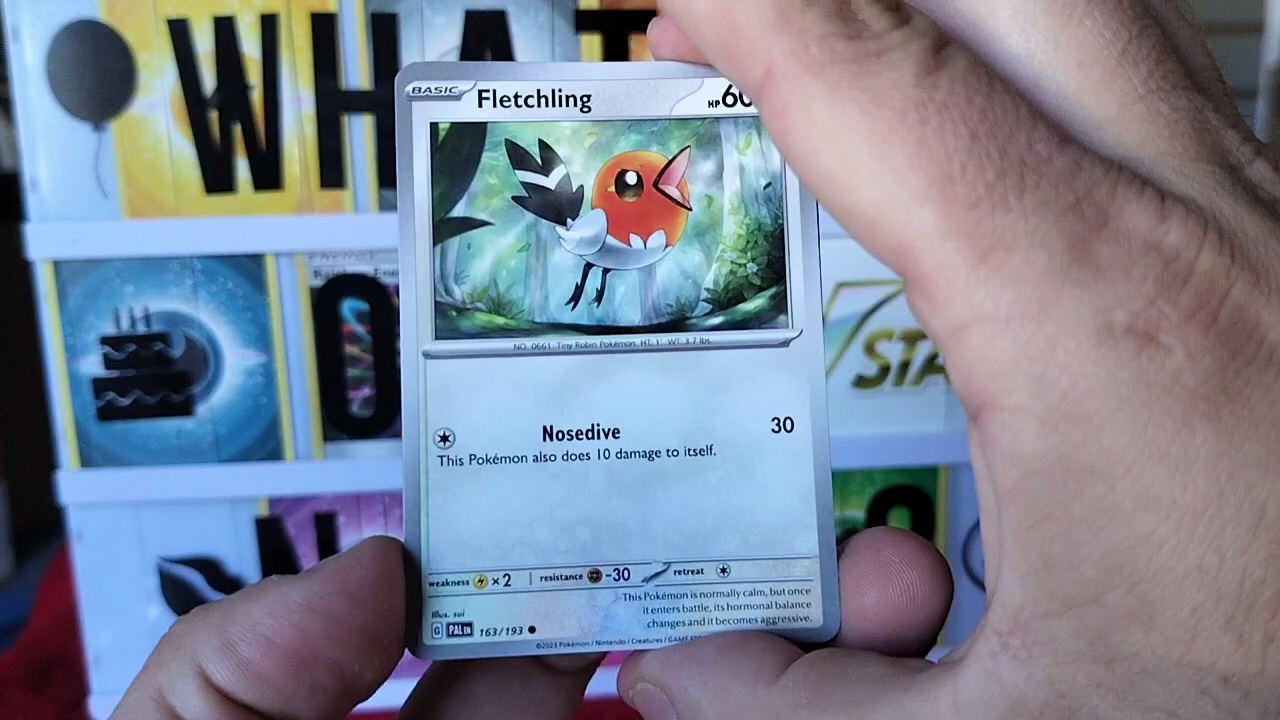 WHAT
BASIC Fletchling HP 60
NO. 0661 Tiny Robin Pokémon. HT: 1' WT: 3.7 lbs.
O
STA
Nosedive 30
This Pokémon also does 10 damage to itself.
N
weakness ×2 resistance -30 retreat
This Pokémon is normally calm, but once
it enters battle, its hormonal balance
changes and it becomes aggressive.
Illus. sui
G PAL EN 163/193
©2023 Pokémon / Nintendo / Creatures /